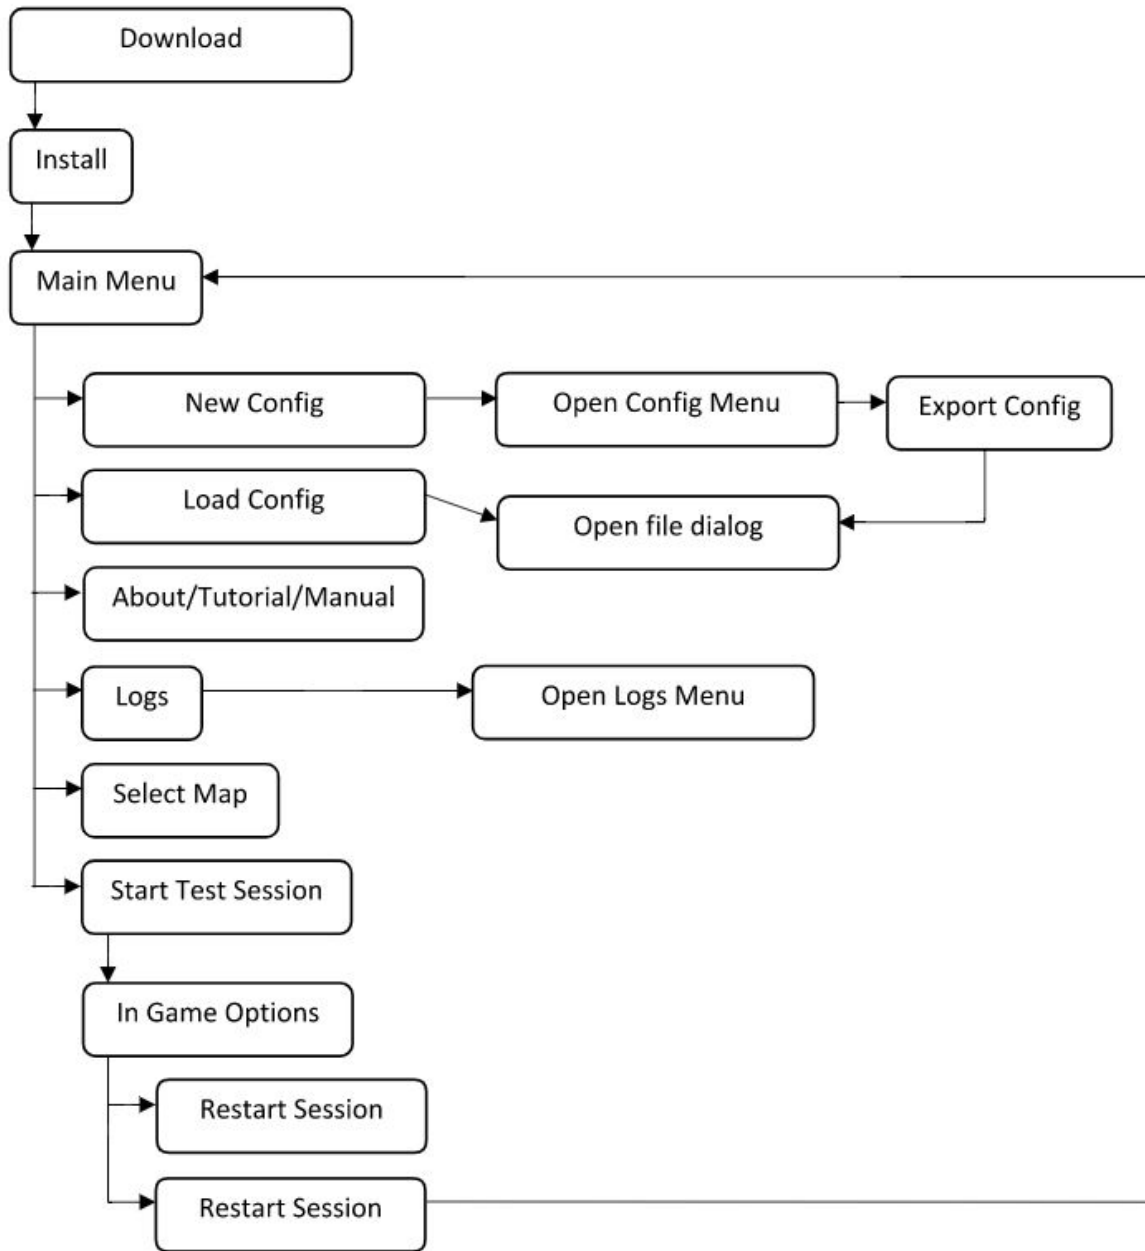 Download
Install
Main Menu
New Config
Open Config Menu
Export Config
Load Config
Open file dialog
About/Tutorial/Manual
Logs
Open Logs Menu
Select Map
Start Test Session
In Game Options
Restart Session
Restart Session